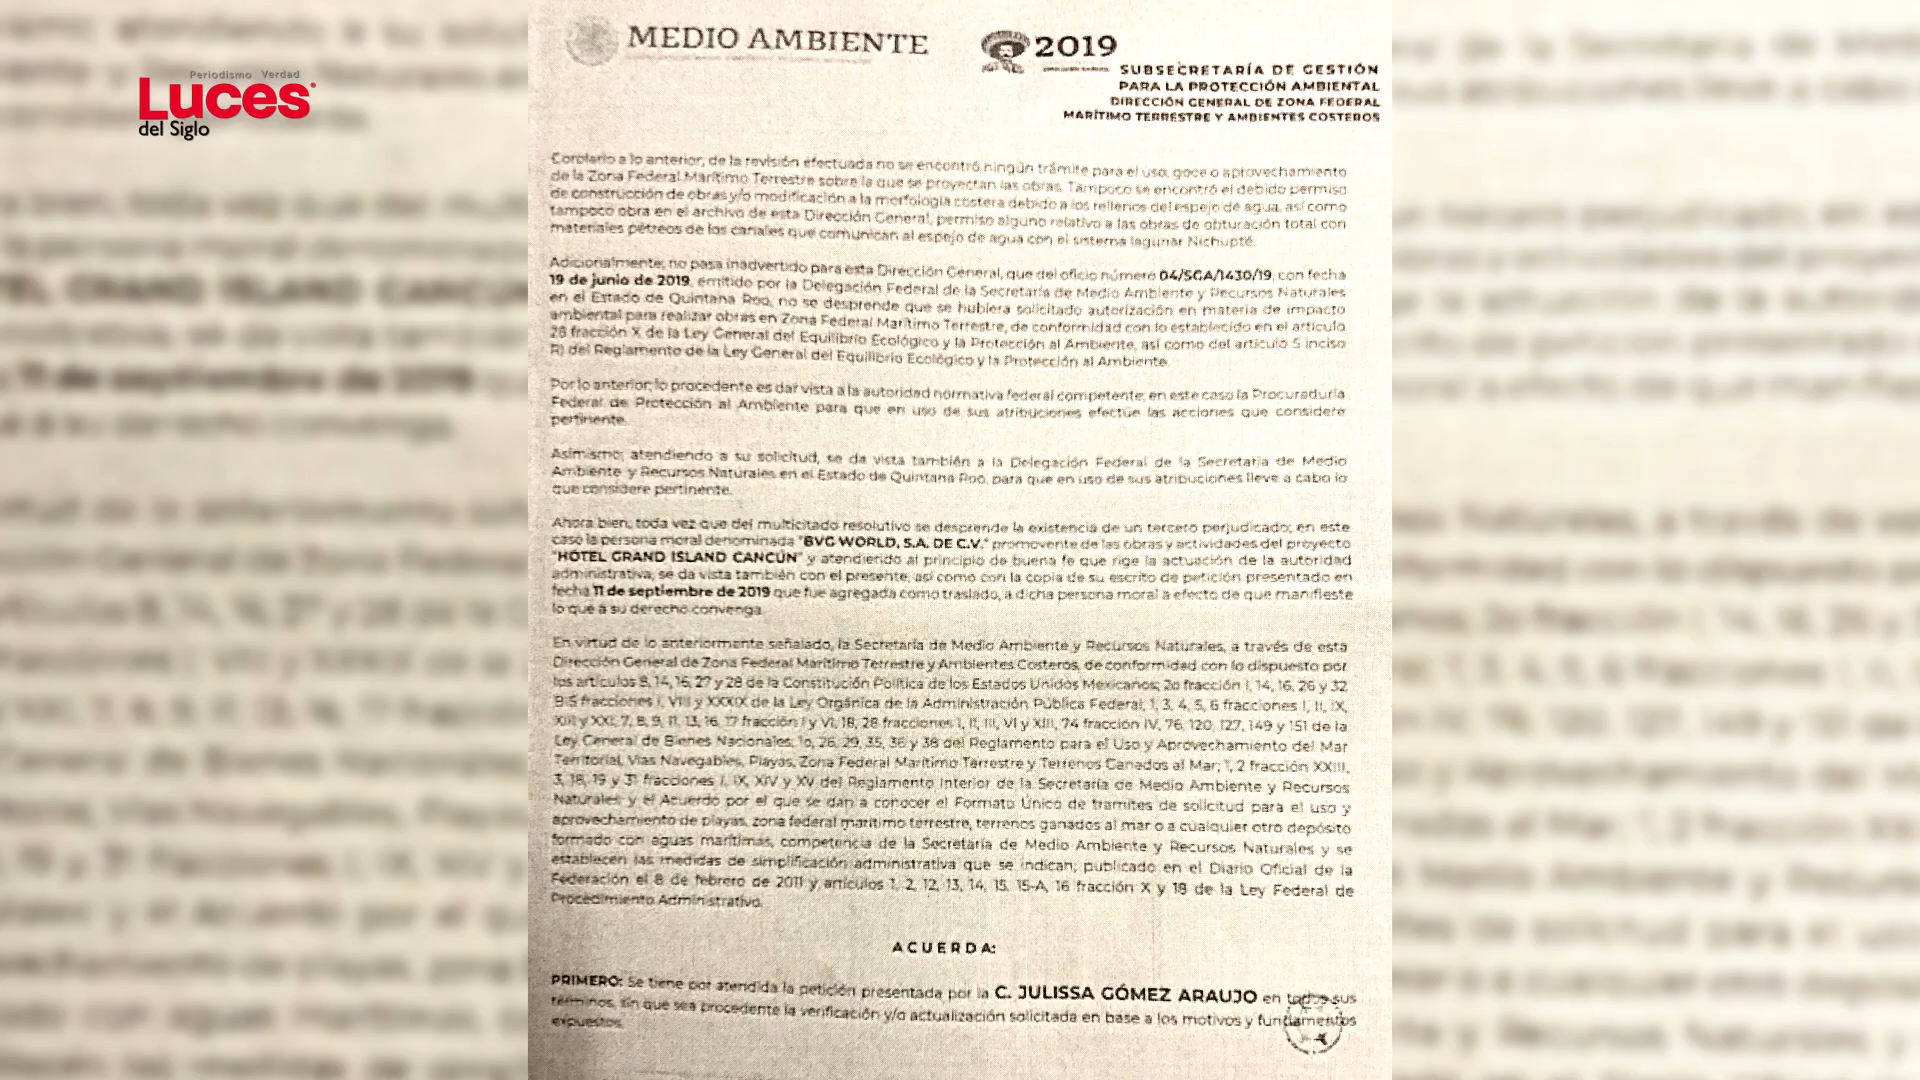 Periodismo Verdad
Luces
del Siglo
MEDIO AMBIENTE
2019
SUBSECRETARÍA DE GESTIÓN
PARA LA PROTECCIÓN AMBIENTAL
DIRECCIÓN GENERAL DE ZONA FEDERAL
MARÍTIMO TERRESTRE Y AMBIENTES COSTEROS
Corolario a lo anterior, de la revisión efectuada no se encontró ningún trámite para el uso, goce o aprovechamiento
de la Zona Federal Marítimo Terrestre sobre la que se proyectan las obras. Tampoco se encontró el debido permiso
de construcción de obras y/o modificación a la morfología costera debido a los rellenos del espejo de agua, así como
tampoco obra en el archivo de esta Dirección General, permiso alguno relativo a las obras de obturación total con
materiales pétreos de los canales que comunican al espejo de agua con el sistema lagunar Nichupté.
Adicionalmente, no pasa inadvertido para esta Dirección General, que del oficio número 04/SGA/1430/19, con fecha
19 de junio de 2019, emitido por la Delegación Federal de la Secretaría de Medio Ambiente y Recursos Naturales
en el Estado de Quintana Roo, no se desprende que se hubiera solicitado autorización en materia de impacto
ambiental para realizar obras en Zona Federal Marítimo Terrestre, de conformidad con lo establecido en el artículo
28 fracción X de la Ley General del Equilibrio Ecológico y la Protección al Ambiente, así como del artículo 5 inciso
R) del Reglamento de la Ley General del Equilibrio Ecológico y la Protección al Ambiente.
Por lo anterior, lo procedente es dar vista a la autoridad normativa federal competente, en este caso la Procuraduría
Federal de Protección al Ambiente para que en uso de sus atribuciones efectúe las acciones que considere
pertinente.
Asimismo, atendiendo a su solicitud, se da vista también a la Delegación Federal de la Secretaría de Medio
Ambiente y Recursos Naturales en el Estado de Quintana Roo, para que en uso de sus atribuciones lleve a cabo lo
que considere pertinente.
Ahora bien, toda vez que del multicitado resolutivo se desprende la existencia de un tercero perjudicado, en este
caso la persona moral denominada "BVG WORLD, S.A. DE C.V." promovente de las obras y actividades del proyecto
"HOTEL GRAND ISLAND CANCÚN" y atendiendo al principio de buena fe que rige la actuación de la autoridad
administrativa, se da vista también con el presente, así como con la copia de su escrito de petición presentado en
fecha 11 de septiembre de 2019 que fue agregada como traslado, a dicha persona moral a efecto de que manifieste
lo que a su derecho convenga.
En virtud de lo anteriormente señalado, la Secretaría de Medio Ambiente y Recursos Naturales, a través de esta
Dirección General de Zona Federal Marítimo Terrestre y Ambientes Costeros, de conformidad con lo dispuesto por
los artículos 8, 14, 16, 27 y 28 de la Constitución Política de los Estados Unidos Mexicanos; 2o fracción I, 14, 16, 26 y 32
BIS fracciones I, VIII y XXXIX de la Ley Orgánica de la Administración Pública Federal, 1, 3, 4, 5, 6 fracciones I, II, IX,
XIII y XXI, 7, 8, 9, 11, 13, 16, 17 fracción I y VI, 18, 28 fracciones I, II, III, VI y XIII, 74 fracción IV, 76, 120, 127, 149 y 151 de la
Ley General de Bienes Nacionales, 1o, 26, 29, 35, 36 y 38 del Reglamento para el Uso y Aprovechamiento del Mar
Territorial, Vías Navegables, Playas, Zona Federal Marítimo Terrestre y Terrenos Ganados al Mar; 1, 2 fracción XXIII,
3, 18, 19 y 31 fracciones I, IX, XIV y XV del Reglamento Interior de la Secretaría de Medio Ambiente y Recursos
Naturales y el Acuerdo por el que se dan a conocer el Formato Único de tramites de solicitud para el uso y
aprovechamiento de playas, zona federal marítimo terrestre, terrenos ganados al mar o a cualquier otro depósito
formado con aguas marítimas, competencia de la Secretaría de Medio Ambiente y Recursos Naturales y se
establecen las medidas de simplificación administrativa que se indican, publicado en el Diario Oficial de la
Federación el 8 de febrero de 2011 y artículos 1, 2, 12, 13, 14, 15, 15-A, 16 fracción X y 18 de la Ley Federal de
Procedimiento Administrativo.
ACUERDA:
PRIMERO: Se tiene por atendida la petición presentada por la C. JULISSA GÓMEZ ARAUJO en todos sus
términos, sin que sea procedente la verificación y/o actualización solicitada en base a los motivos y fundamentos
expuestos.